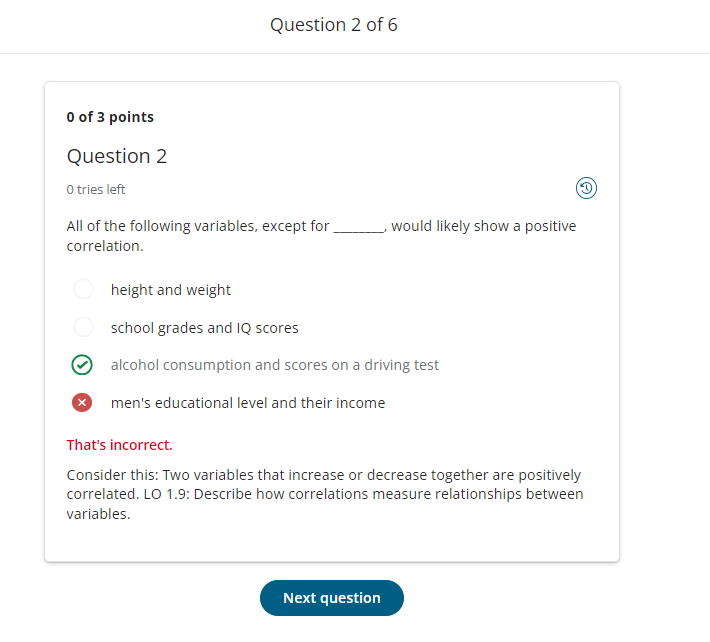 Question 2 of 6
0 of 3 points
Question 2
0 tries left
All of the following variables, except for ________, would likely show a positive
correlation.
height and weight
school grades and IQ scores
alcohol consumption and scores on a driving test
men's educational level and their income
That's incorrect.
Consider this: Two variables that increase or decrease together are positively
correlated. LO 1.9: Describe how correlations measure relationships between
variables.
Next question